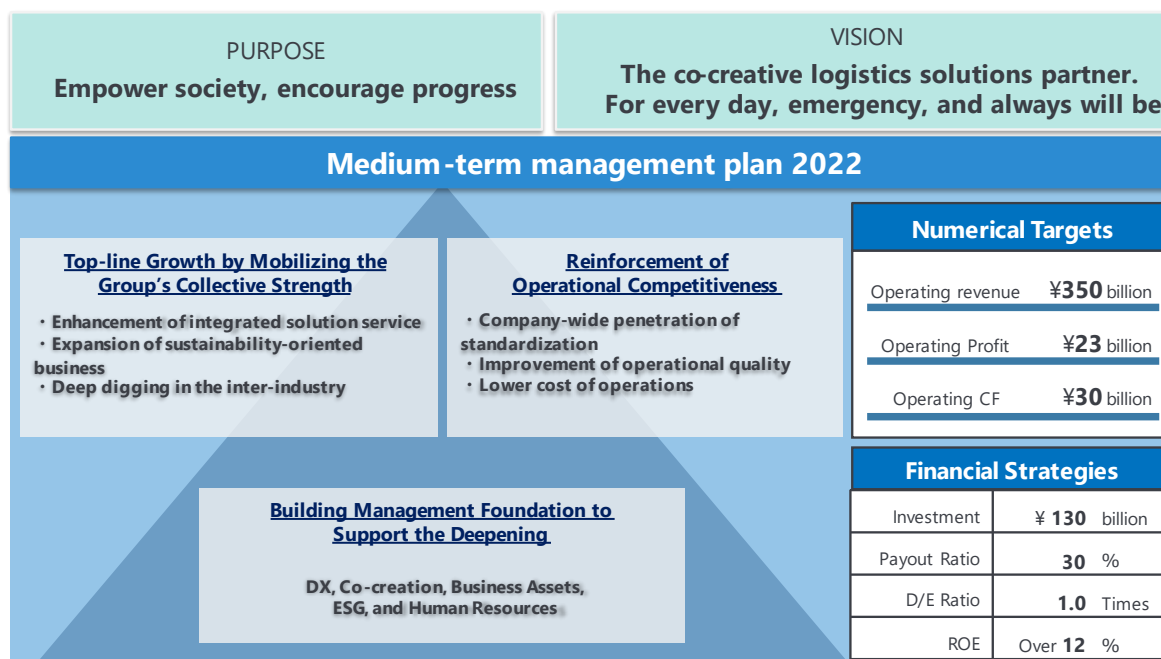 PURPOSE
Empower society, encourage progress
VISION
The co-creative logistics solutions partner.
For every day, emergency, and always will be
Medium-term management plan 2022
Top-line Growth by Mobilizing the
Group's Collective Strength
・Enhancement of integrated solution service
・Expansion of sustainability-oriented
business
・Deep digging in the inter-industry
Reinforcement of
Operational Competitiveness
・Company-wide penetration of
standardization
・Improvement of operational quality
・Lower cost of operations
Building Management Foundation to
Support the Deepening
DX, Co-creation, Business Assets,
ESG, and Human Resources
Numerical Targets
Operating revenue ¥350 billion
Operating Profit ¥23 billion
Operating CF ¥30 billion
Financial Strategies
Investment ¥ 130 billion
Payout Ratio 30 %
D/E Ratio 1.0 Times
ROE Over 12 %